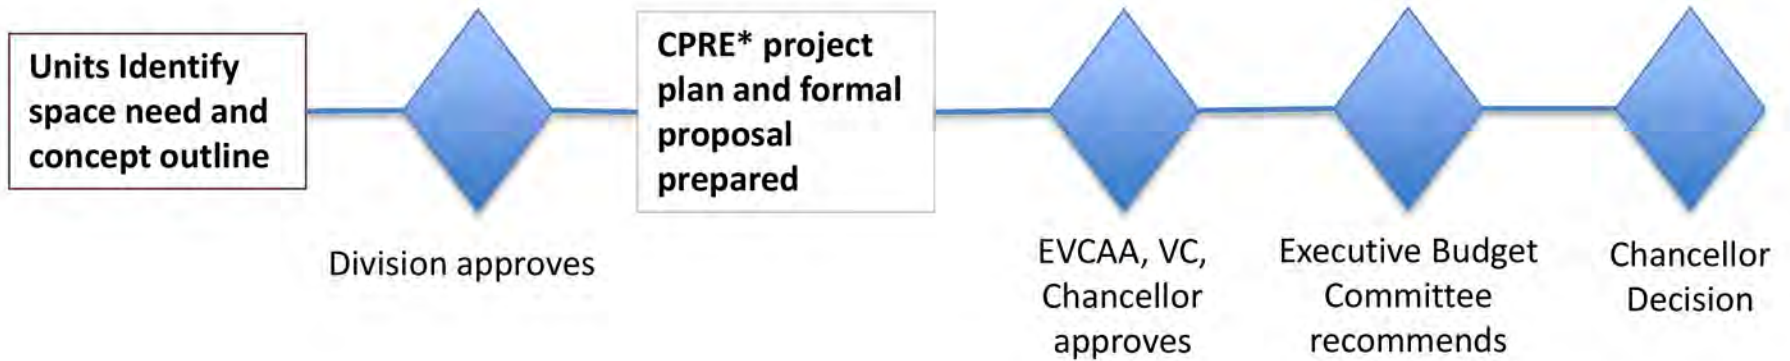 Units Identify
space need and
concept outline
Division approves
CPRE* project
plan and formal
proposal
prepared
EVCAA, VC,
Chancellor
approves
Executive Budget
Committee
recommends
Chancellor
Decision